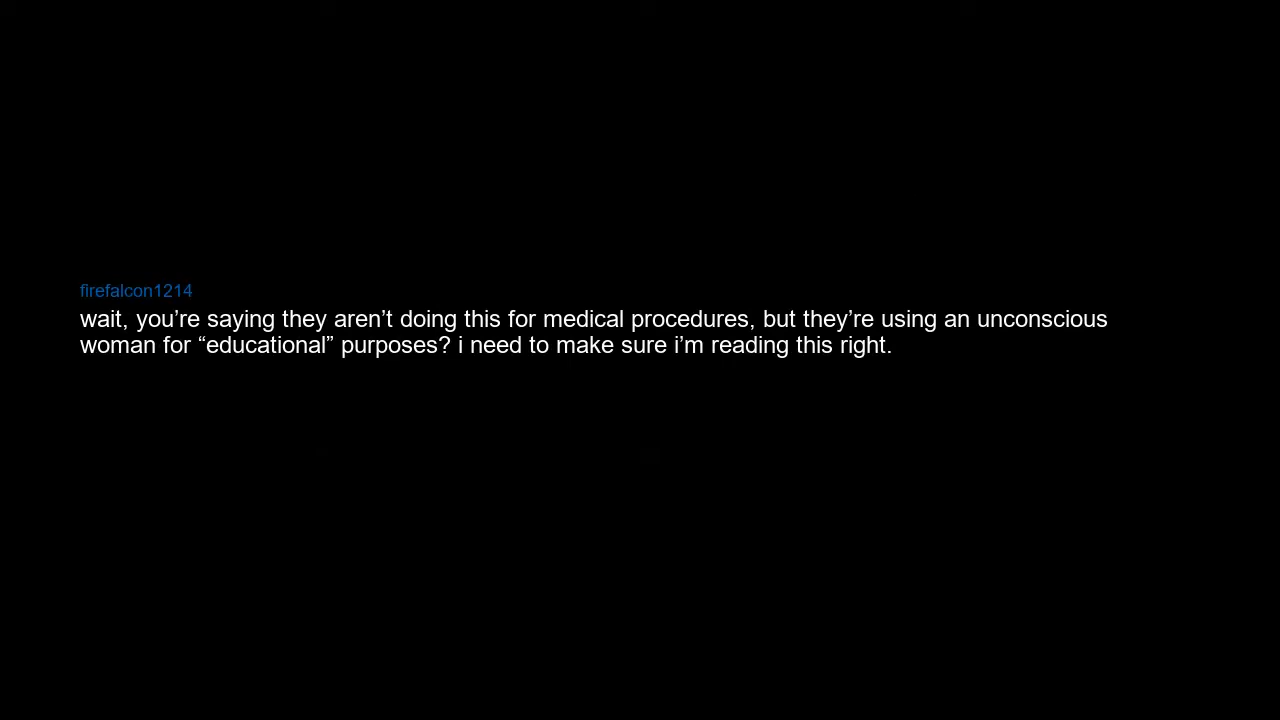 firefalcon1214
wait, you’re saying they aren’t doing this for medical procedures, but they’re using an unconscious
woman for “educational” purposes? i need to make sure i’m reading this right.